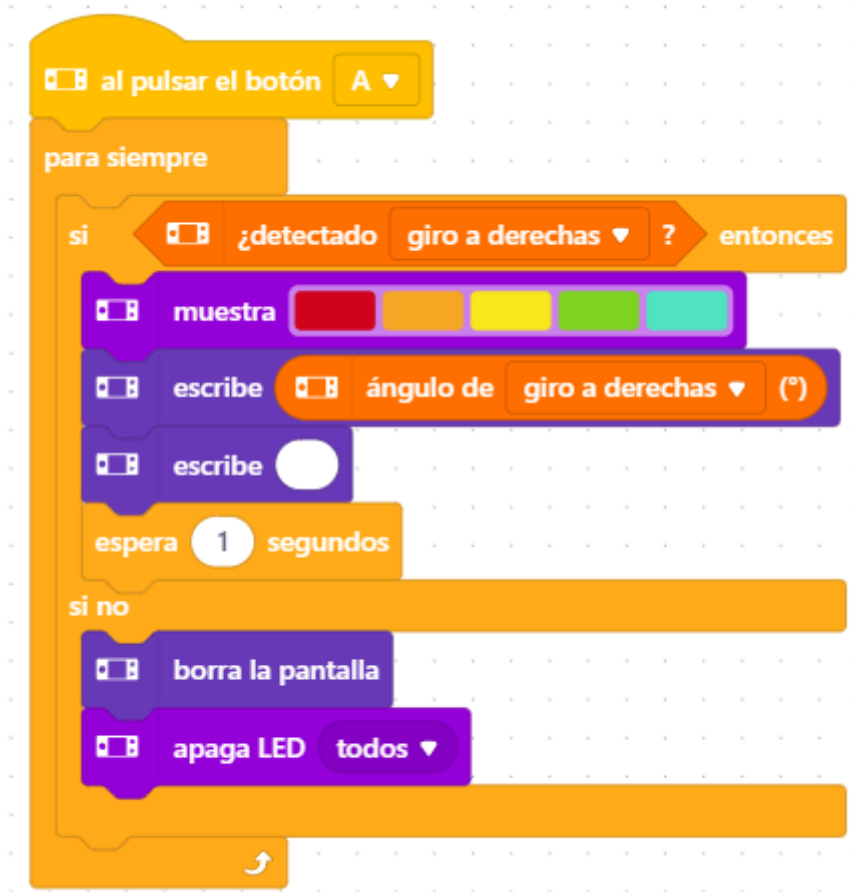 al pulsar el botón A
para siempre
si ¿detectado giro a derechas ? entonces
muestra
escribe ángulo de giro a derechas (°)
escribe
espera 1 segundos
si no
borra la pantalla
apaga LED todos